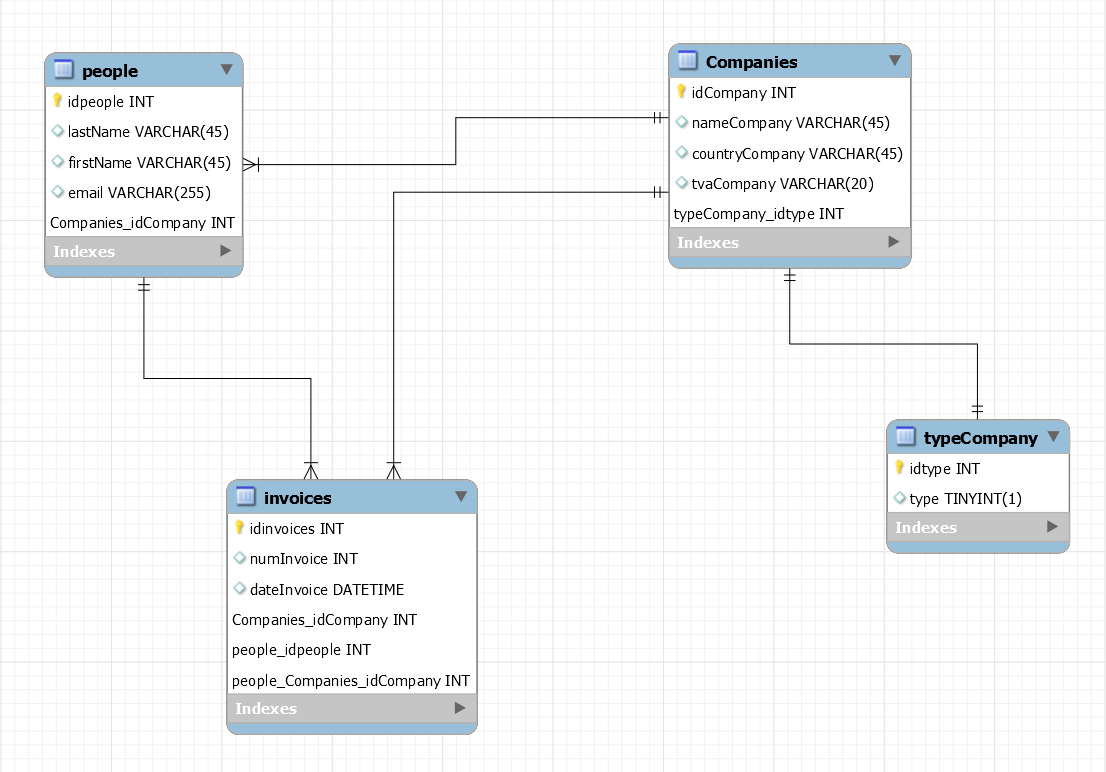 people
idpeople INT
lastName VARCHAR(45)
firstName VARCHAR(45)
email VARCHAR(255)
Companies_idCompany INT
Indexes
Companies
idCompany INT
nameCompany VARCHAR(45)
countryCompany VARCHAR(45)
tvaCompany VARCHAR(20)
typeCompany_idtype INT
Indexes
typeCompany
idtype INT
type TINYINT(1)
Indexes
invoices
idinvoices INT
numInvoice INT
dateInvoice DATETIME
Companies_idCompany INT
people_idpeople INT
people_Companies_idCompany INT
Indexes